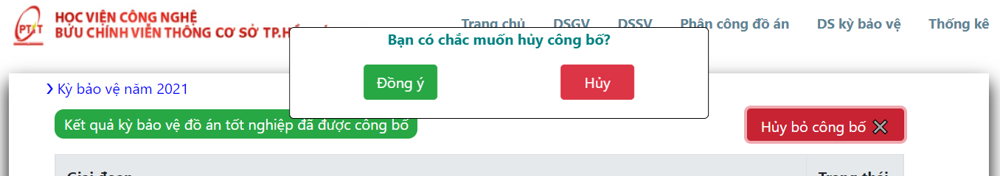 HỌC VIỆN CÔNG NGHỆ
BƯU CHÍNH VIỄN THÔNG CƠ SỞ TP.
PTIT
Trang chủ DSGV DSSV Phân công đồ án DS kỳ bảo vệ Thống kê
Bạn có chắc muốn hủy công bố?
Đồng ý Hủy
› Kỳ bảo vệ năm 2021
Kết quả kỳ bảo vệ đồ án tốt nghiệp đã được công bố
Hủy bỏ công bố ✕
Giai đoạn Trạng thái